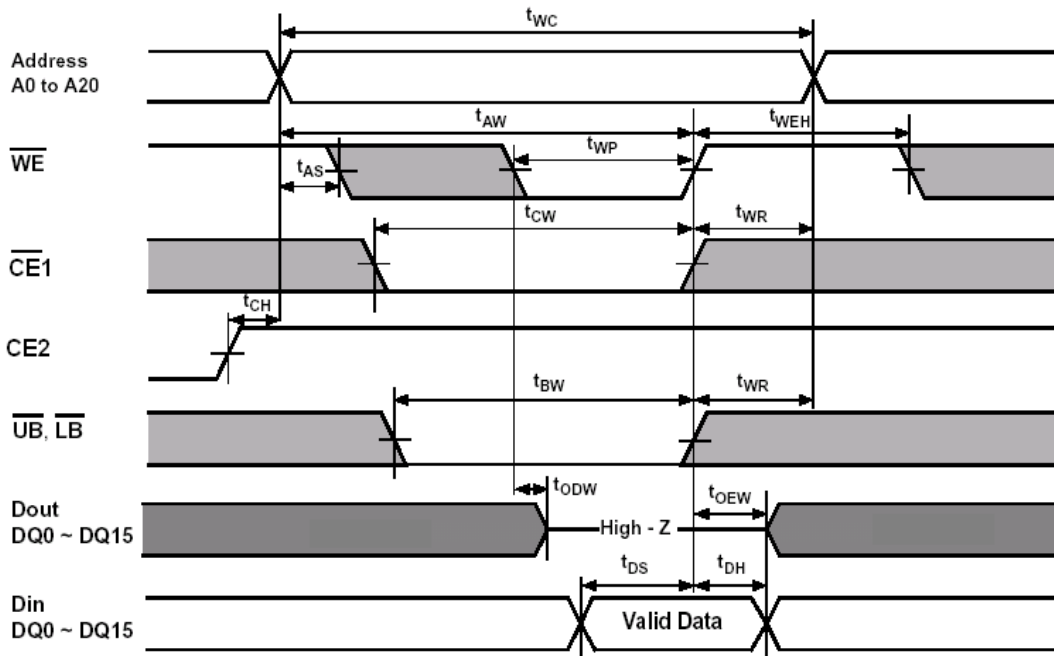 tWC
Address
A0 to A20
tAW
tWEH
WE
tAS
tWP
tCW
tWR
CE1
tCH
CE2
tBW
tWR
UB, LB
tODW
tOEW
Dout
DQ0 ~ DQ15
High - Z
tDS
tDH
Din
DQ0 ~ DQ15
Valid Data